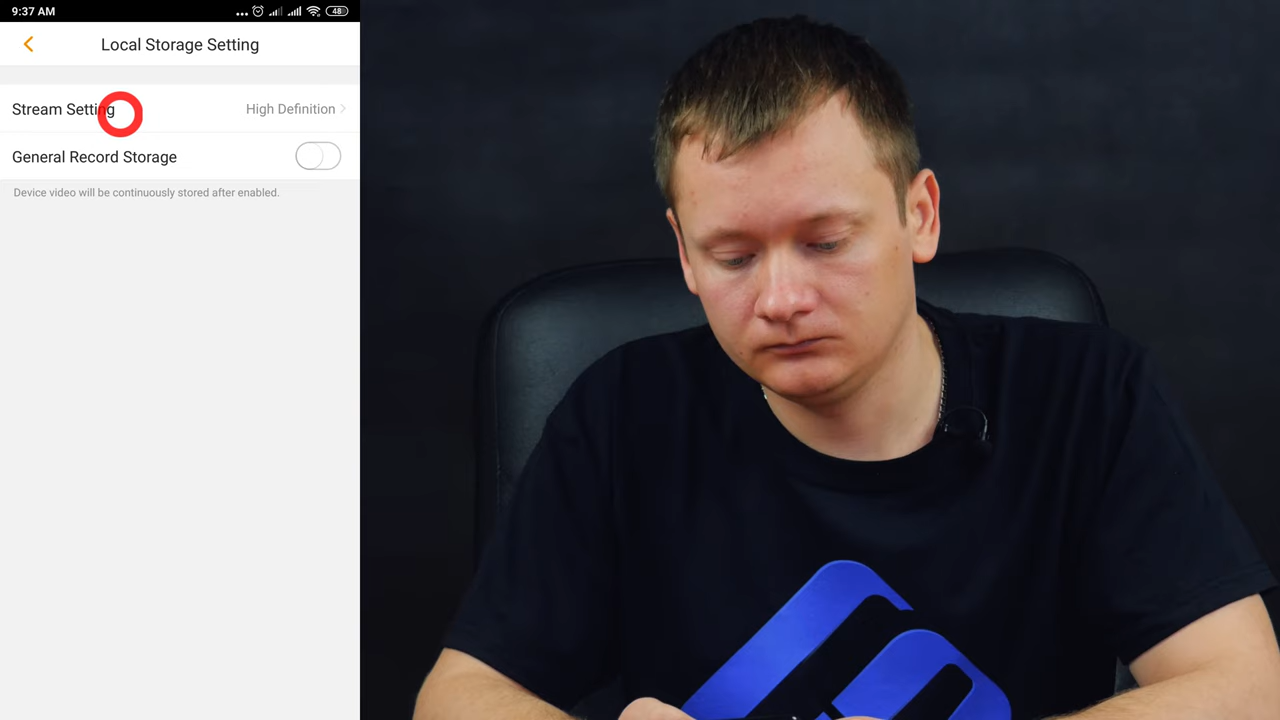 9:37 AM
48
Local Storage Setting
Stream Setting
High Definition
General Record Storage
Device video will be continuously stored after enabled.